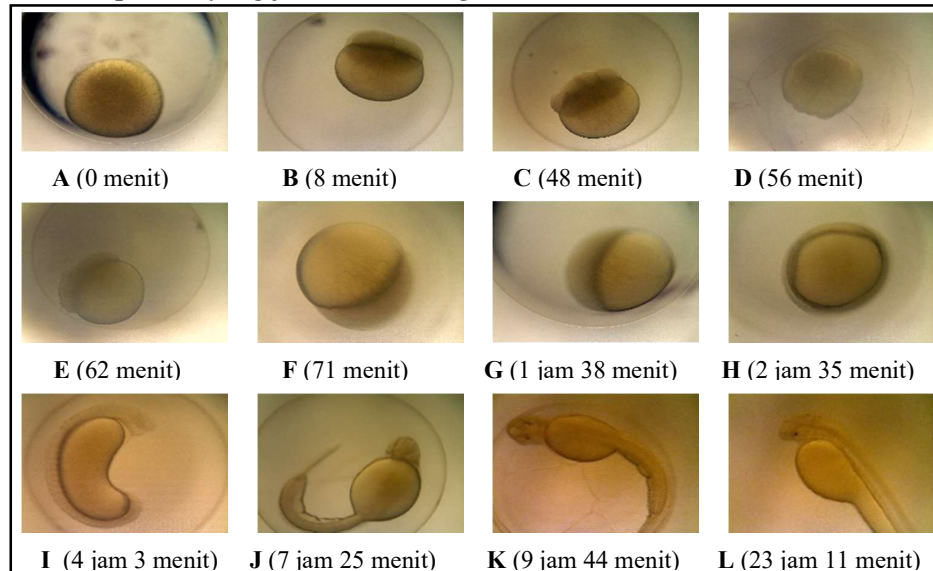 A (0 menit) B (8 menit) C (48 menit) D (56 menit)
E (62 menit) F (71 menit) G (1 jam 38 menit) H (2 jam 35 menit)
I (4 jam 3 menit) J (7 jam 25 menit) K (9 jam 44 menit) L (23 jam 11 menit)